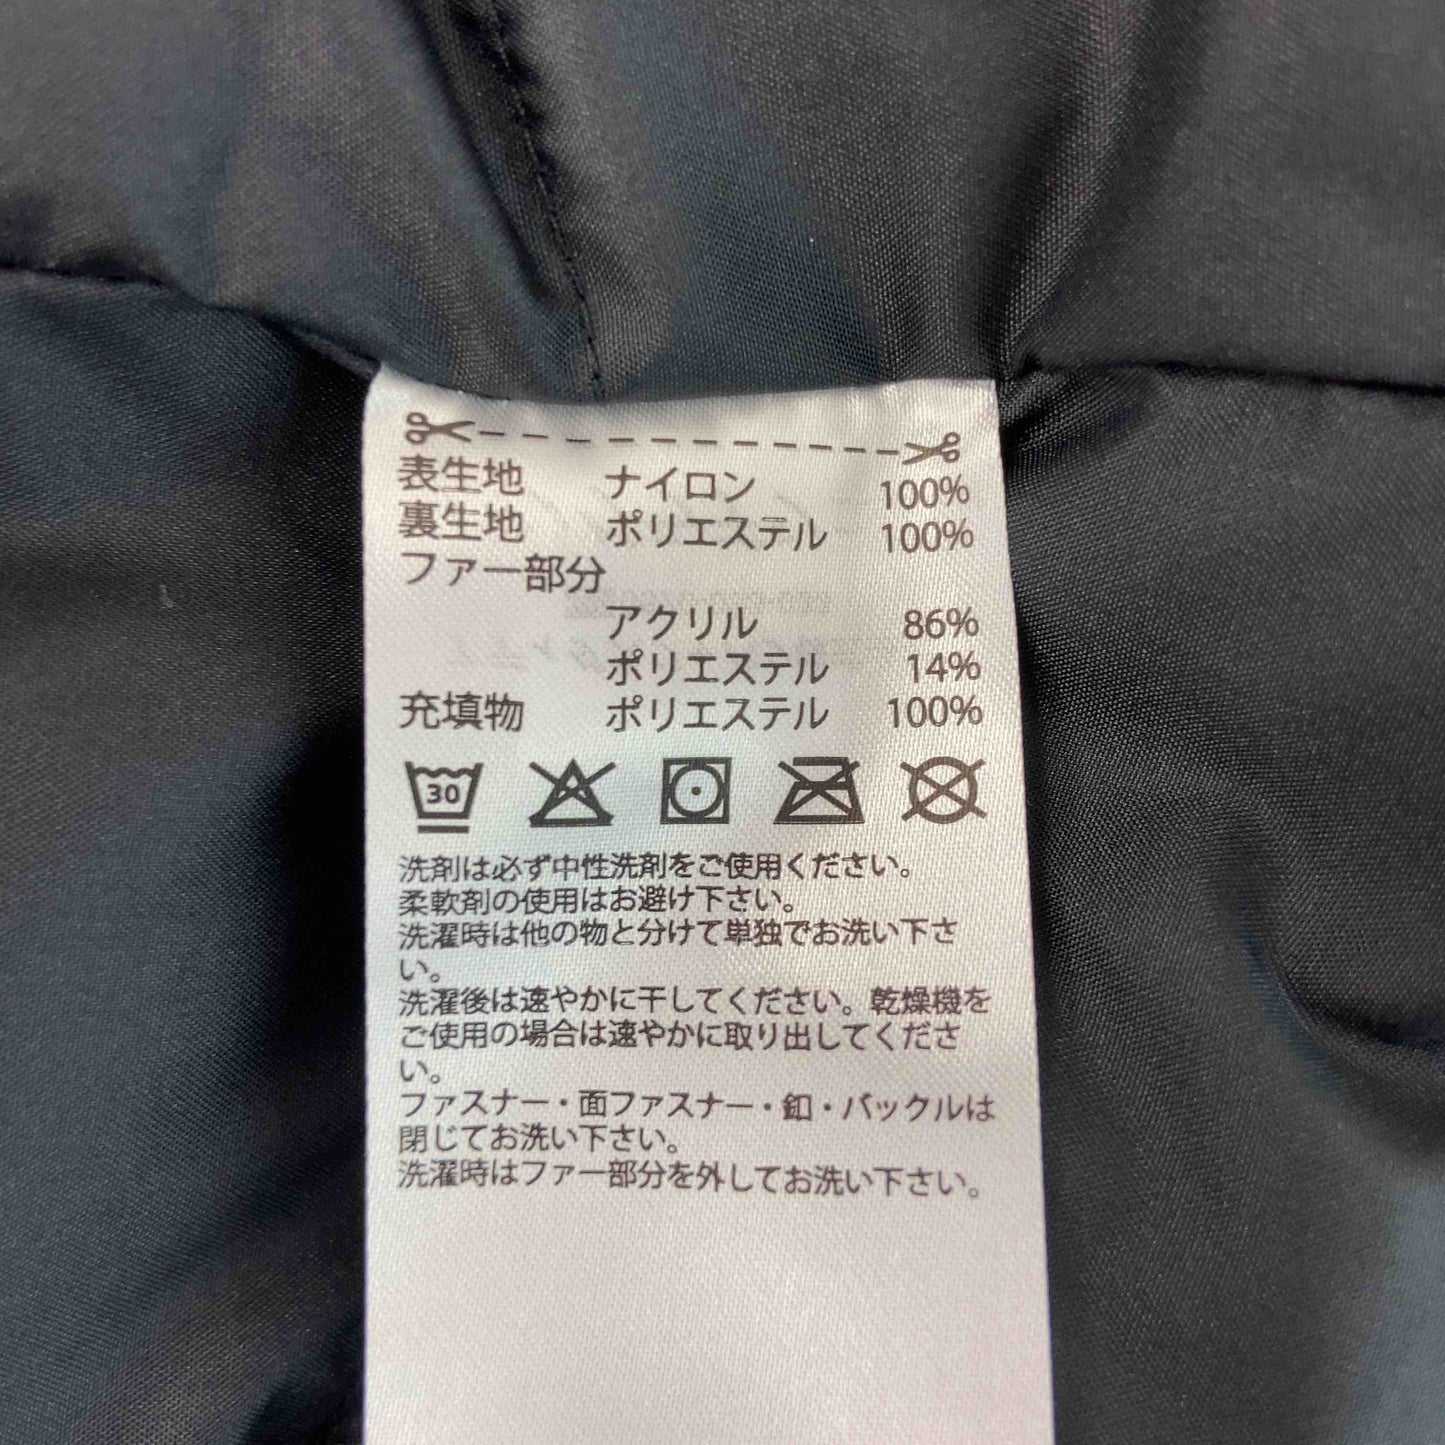 表生地 ナイロン 100%
裏生地 ポリエステル 100%
ファー部分
アクリル 86%
ポリエステル 14%
充填物 ポリエステル 100%
30
洗剤は必ず中性洗剤をご使用ください。
柔軟剤の使用はお避け下さい。
洗濯時は他の物と分けて単独でお洗い下さ
い。
洗濯後は速やかに干してください。乾燥機を
ご使用の場合は速やかに取り出してくださ
い。
ファスナー・面ファスナー・釦・バックルは
閉じてお洗い下さい。
洗濯時はファー部分を外してお洗い下さい。